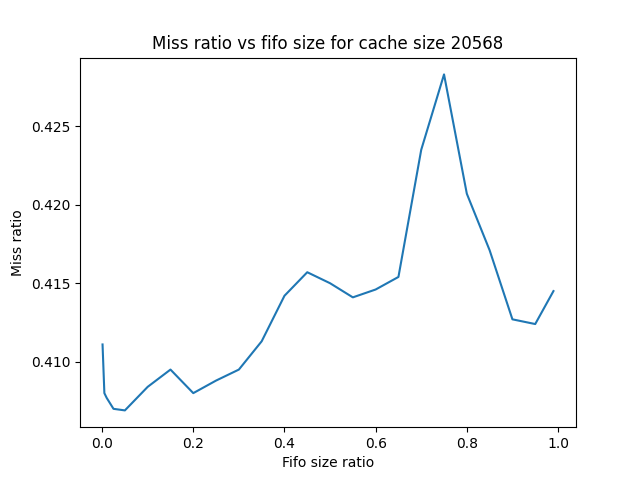 Miss ratio vs fifo size for cache size 20568
0.425
0.420
0.415
0.410
Miss ratio
0.0 0.2 0.4 0.6 0.8 1.0
Fifo size ratio